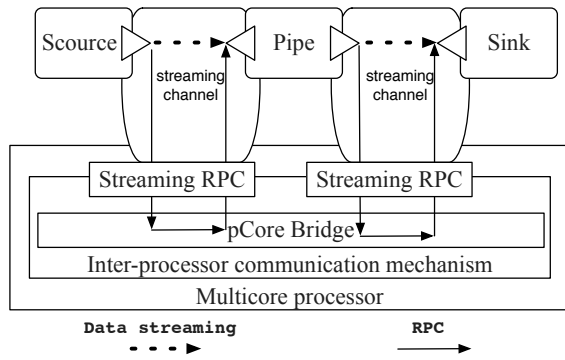 Scource
Pipe
Sink
streaming
channel
streaming
channel
Streaming RPC
Streaming RPC
pCore Bridge
Inter-processor communication mechanism
Multicore processor
Data streaming
RPC